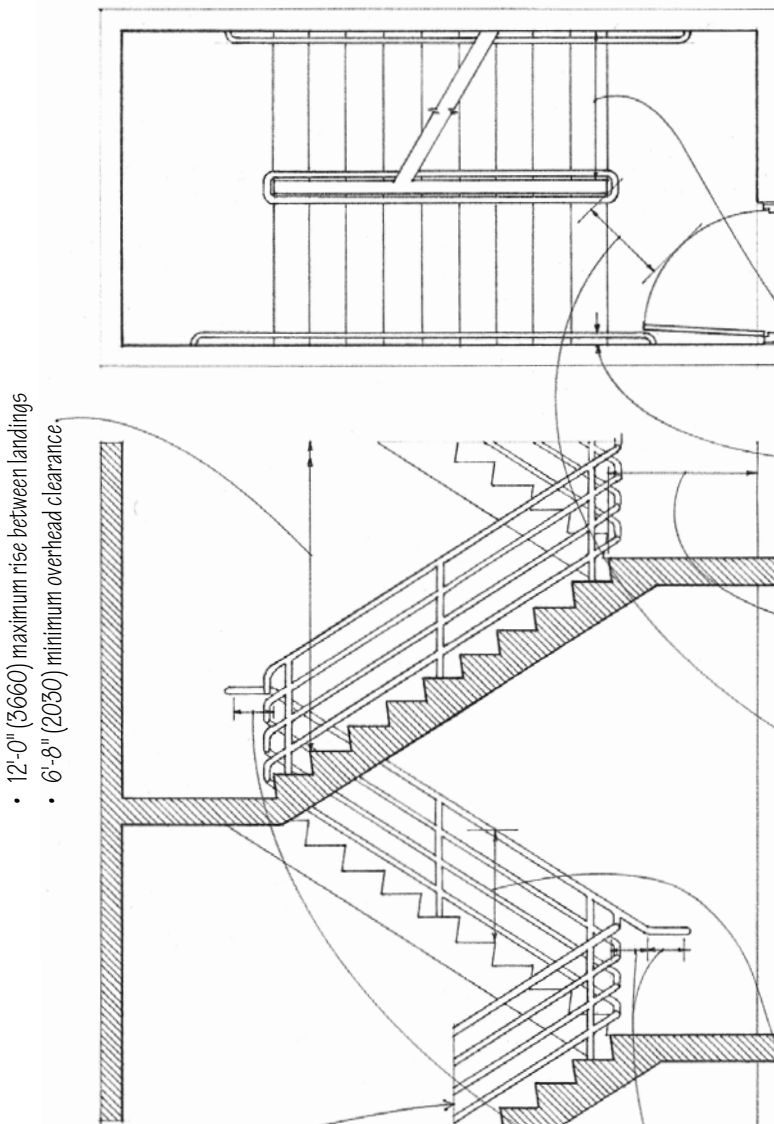 • 12'-0" (3660) maximum rise between landings
• 6'-8" (2030) minimum overhead clearance.